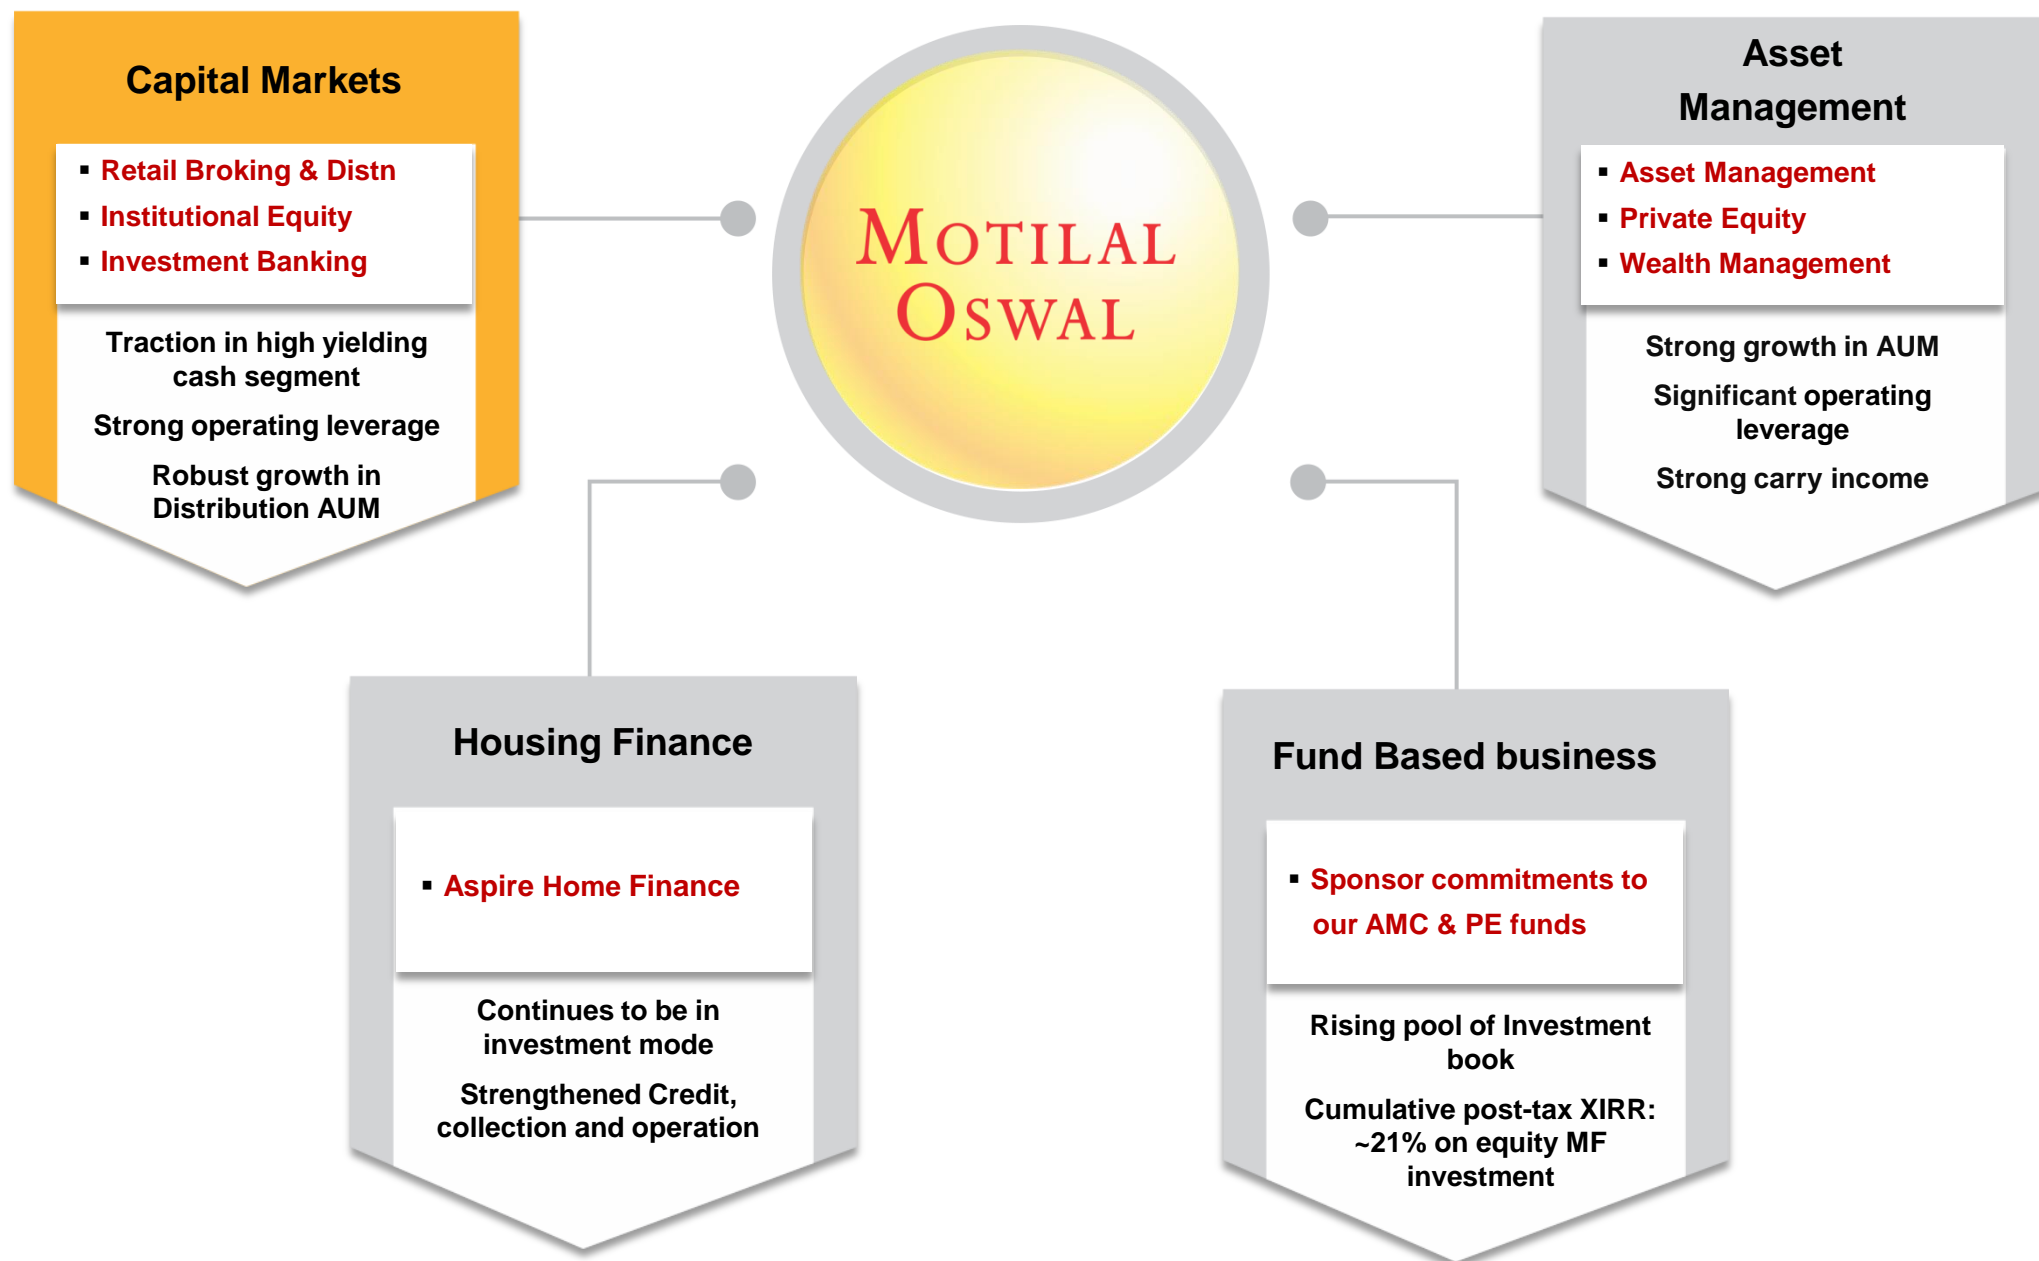 Capital Markets
▪ Retail Broking & Distn
▪ Institutional Equity
▪ Investment Banking
Traction in high yielding
cash segment
Strong operating leverage
Robust growth in
Distribution AUM
MOTILAL
OSWAL
Asset
Management
▪ Asset Management
▪ Private Equity
▪ Wealth Management
Strong growth in AUM
Significant operating
leverage
Strong carry income
Housing Finance
▪ Aspire Home Finance
Continues to be in
investment mode
Strengthened Credit,
collection and operation
Fund Based business
▪ Sponsor commitments to
our AMC & PE funds
Rising pool of Investment
book
Cumulative post-tax XIRR:
~21% on equity MF
investment